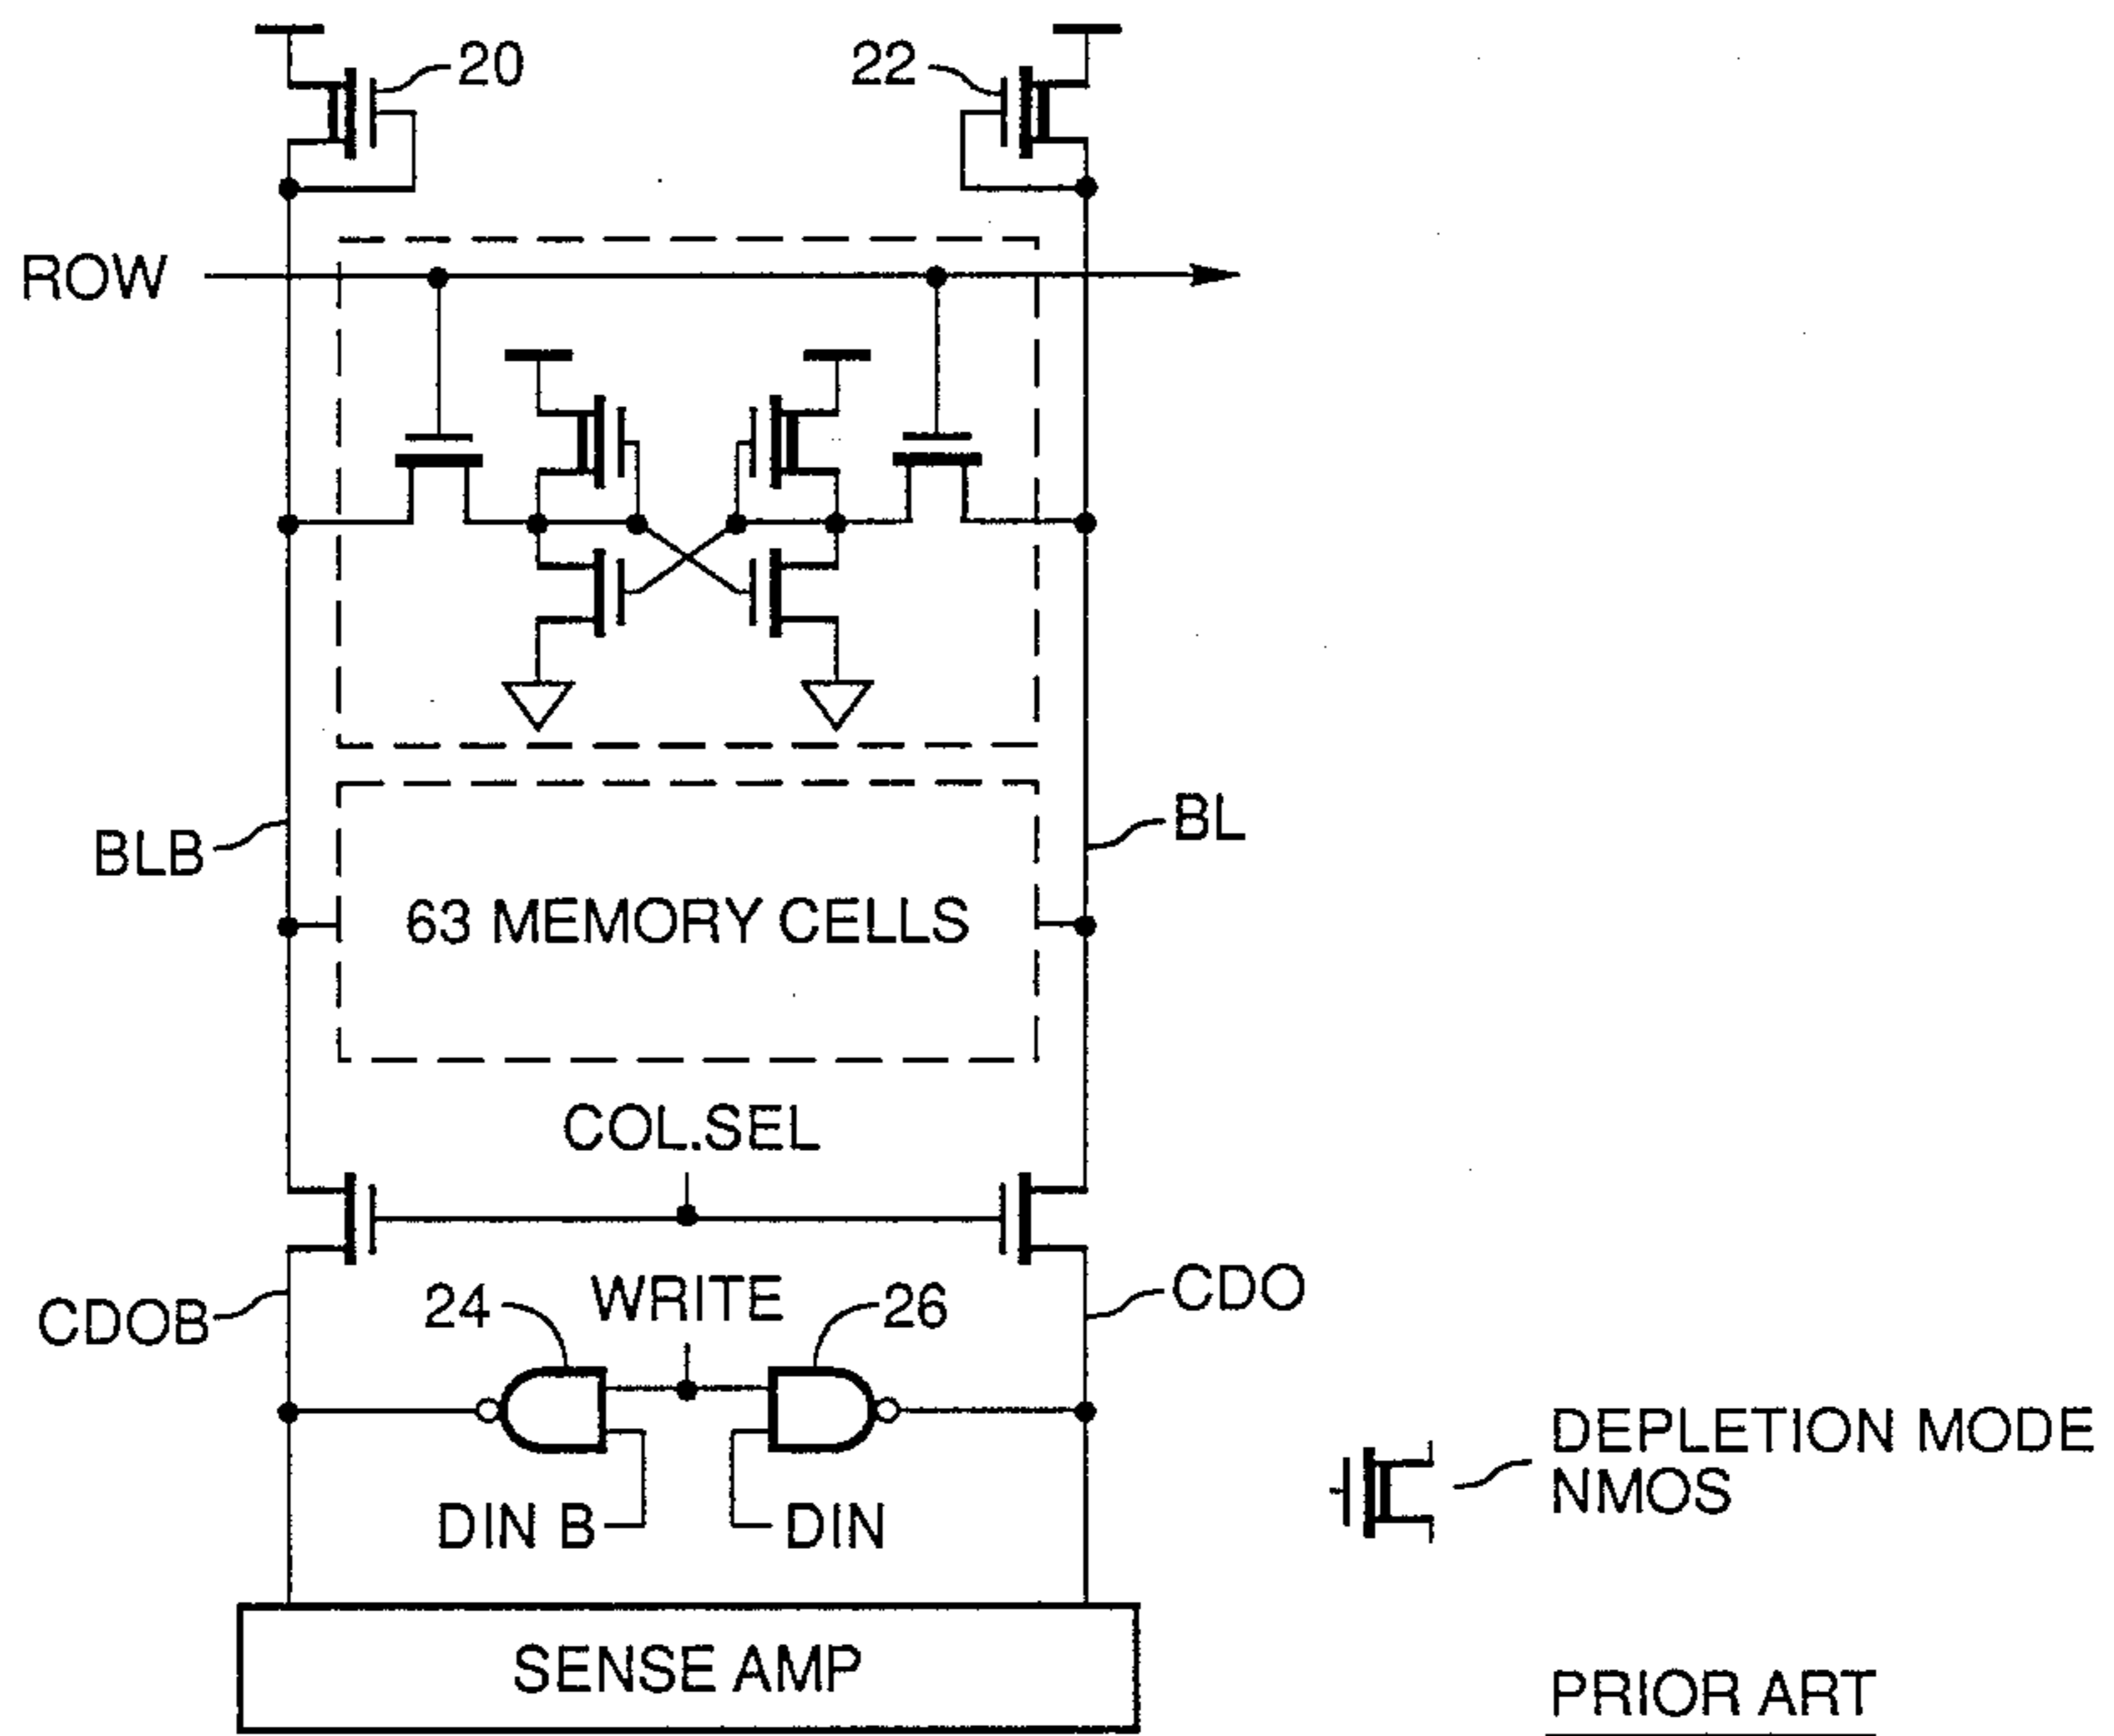 20
22
ROW
BLB
BL
63 MEMORY CELLS
COL.SEL
CDOB
24
WRITE
26
CDO
DIN B
DIN
DEPLETION MODE
NMOS
SENSE AMP
PRIOR ART